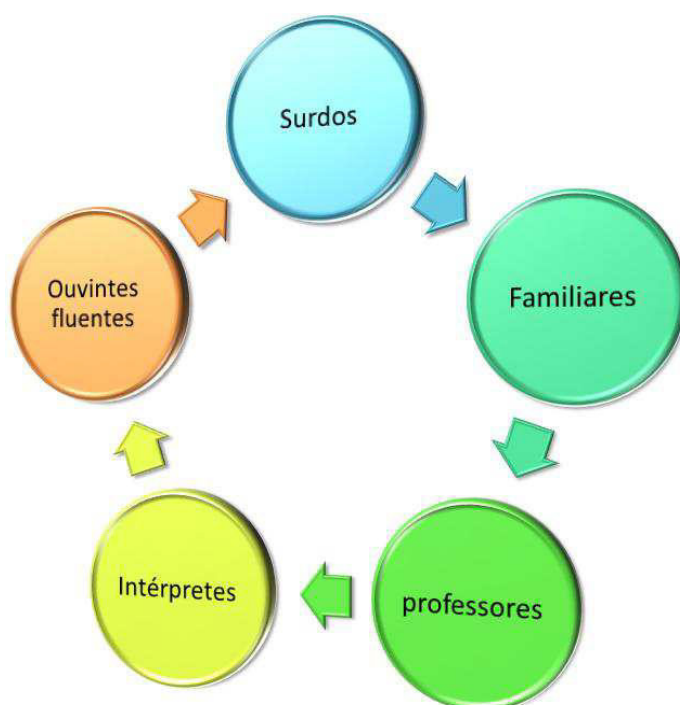 Surdos
Familiares
professores
Intérpretes
Ouvintes
fluentes